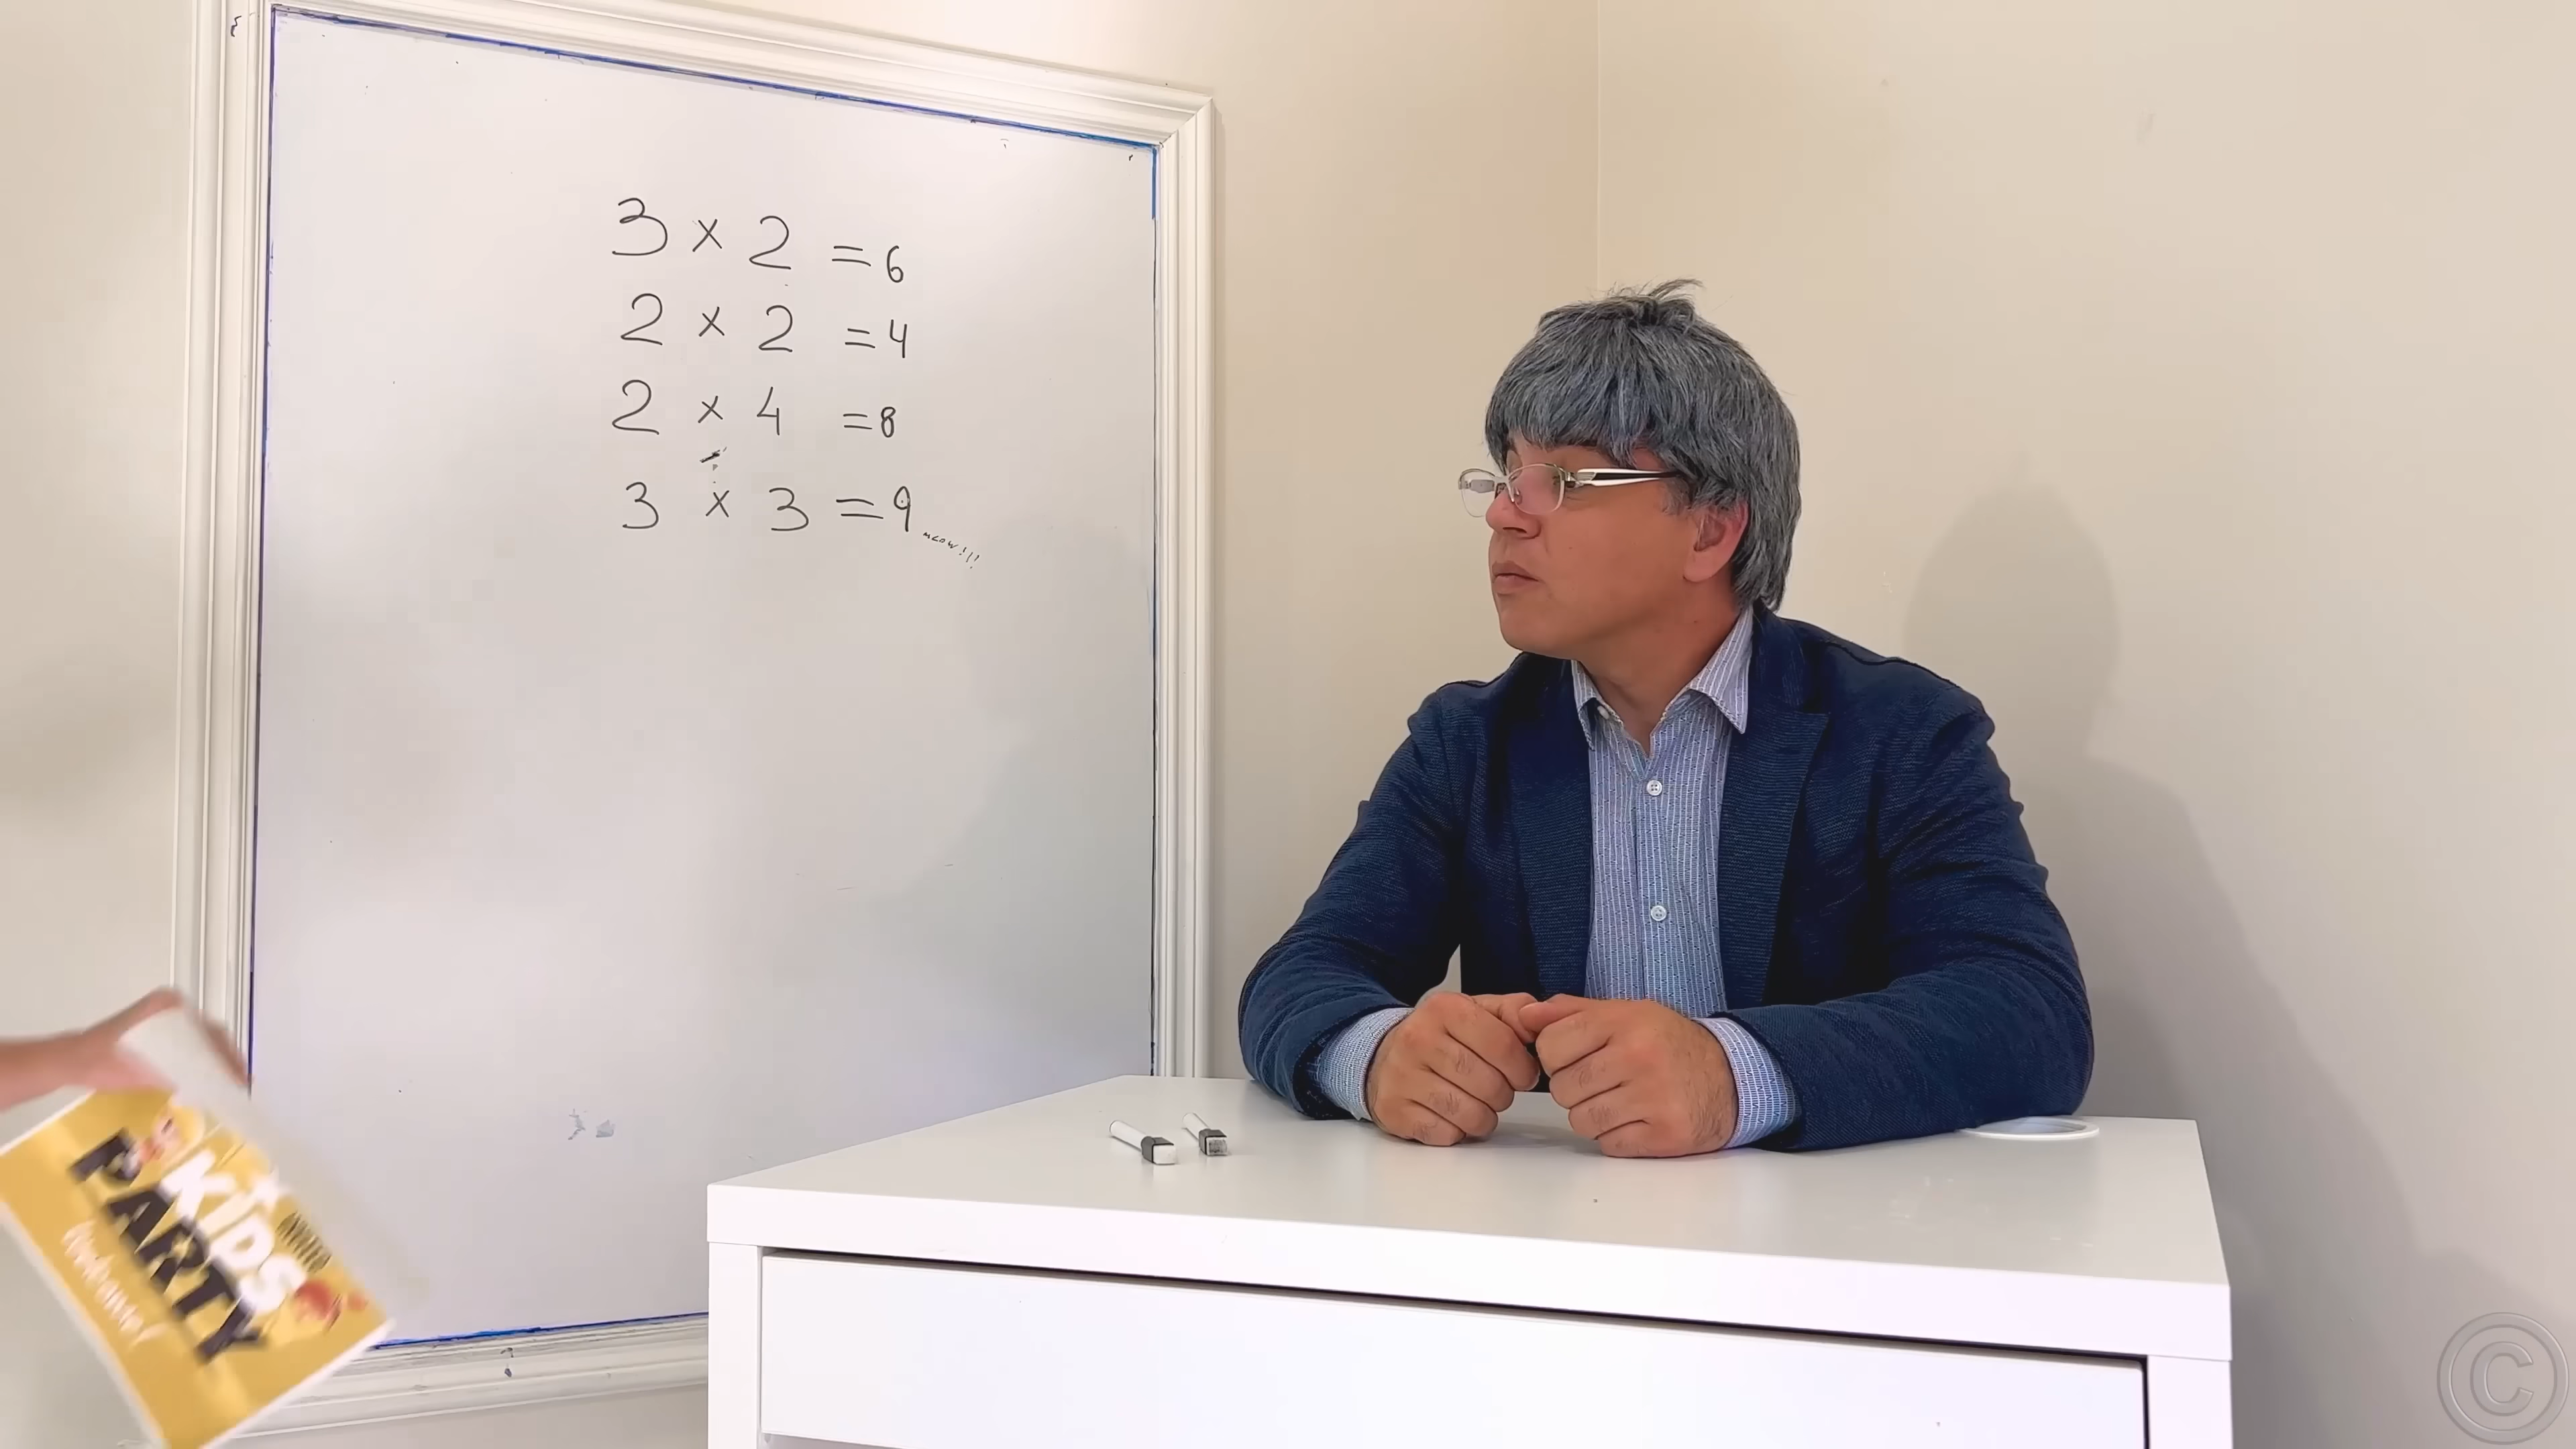 3 × 2 = 6
2 × 2 = 4
2 × 4 = 8
3 × 3 = 9 meow!!!
KIDS
PARTY
©